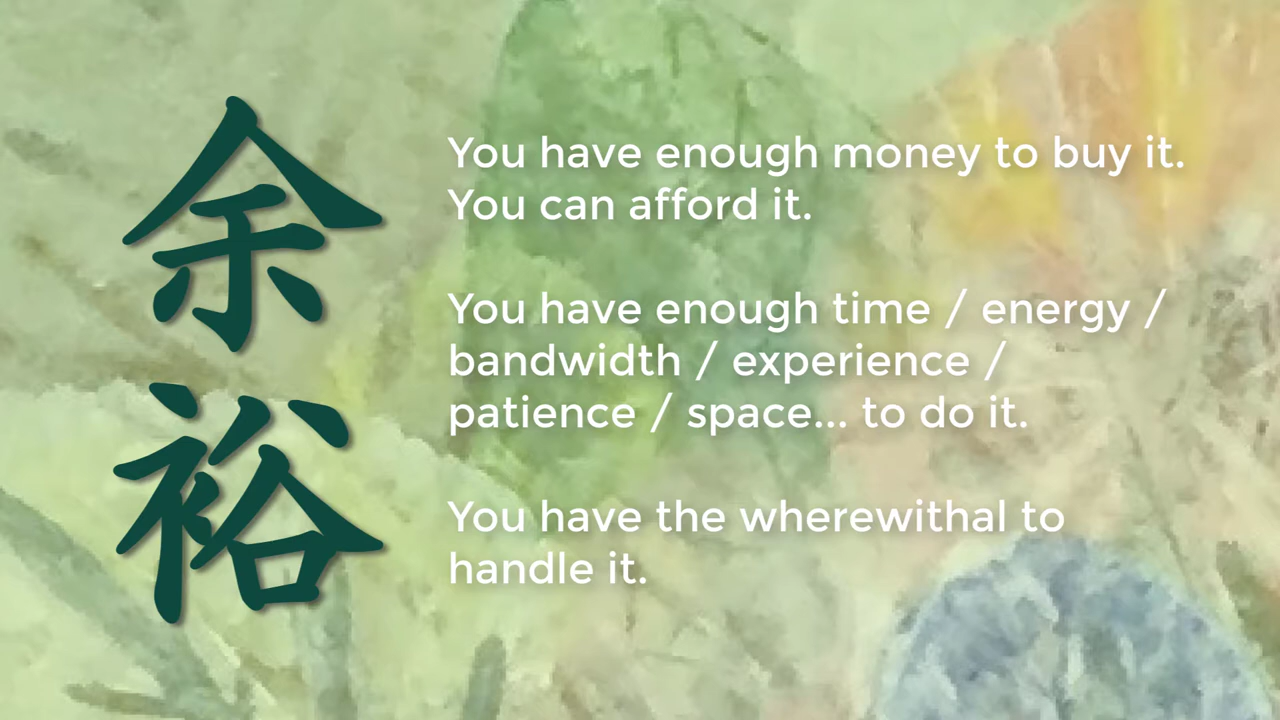 余裕
You have enough money to buy it.
You can afford it.
You have enough time / energy /
bandwidth / experience /
patience / space... to do it.
You have the wherewithal to
handle it.